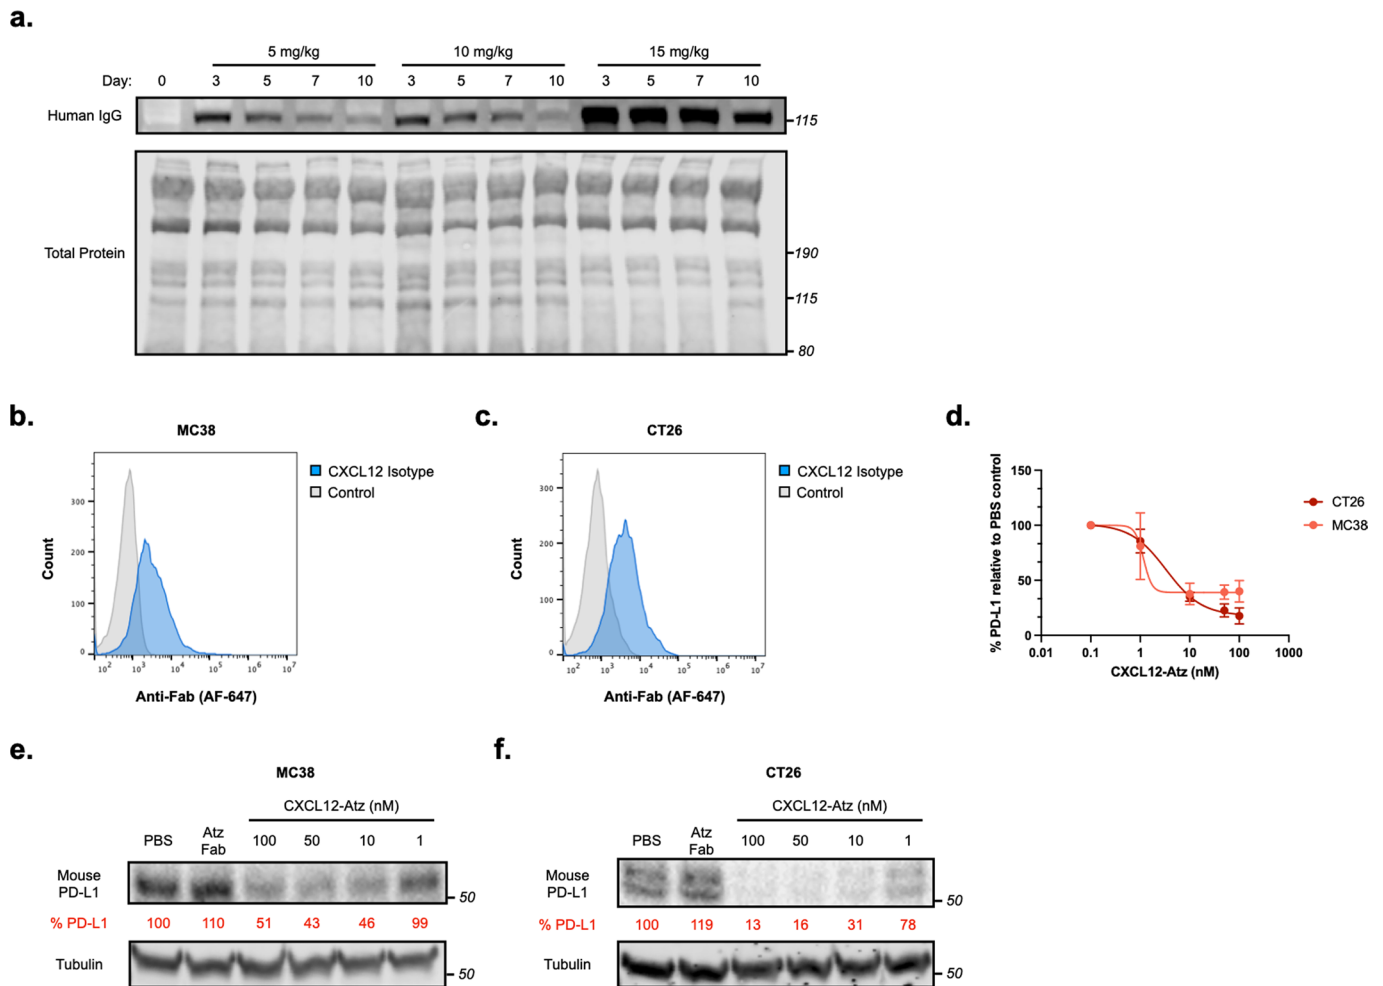 a.
5 mg/kg 10 mg/kg 15 mg/kg
Day: 0 3 5 7 10 3 5 7 10 3 5 7 10
Human IgG 115
Total Protein 190
115
80
b.
MC38
CXCL12 Isotype
Control
Count
300
200
100
0
10² 10³ 10⁴ 10⁵ 10⁶ 10⁷
Anti-Fab (AF-647)
c.
CT26
CXCL12 Isotype
Control
Count
300
200
100
0
10² 10³ 10⁴ 10⁵ 10⁶ 10⁷
Anti-Fab (AF-647)
d.
% PD-L1 relative to PBS control
150
100
50
0
0.01 0.1 1 10 100 1000
CXCL12-Atz (nM)
CT26
MC38
e.
MC38
CXCL12-Atz (nM)
PBS Atz Fab 100 50 10 1
Mouse
PD-L1 50
% PD-L1 100 110 51 43 46 99
Tubulin 50
f.
CT26
CXCL12-Atz (nM)
PBS Atz Fab 100 50 10 1
Mouse
PD-L1 50
% PD-L1 100 119 13 16 31 78
Tubulin 50